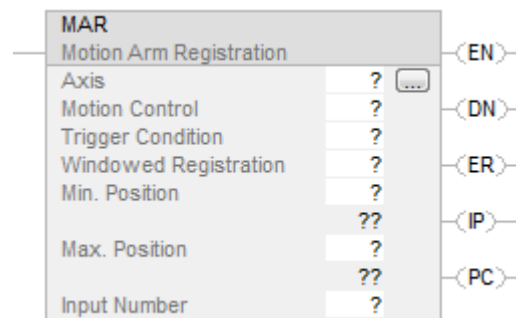 MAR
Motion Arm Registration
EN
Axis ? ...
Motion Control ?
DN
Trigger Condition ?
Windowed Registration ?
ER
Min. Position ?
??
IP
Max. Position ?
??
PC
Input Number ?